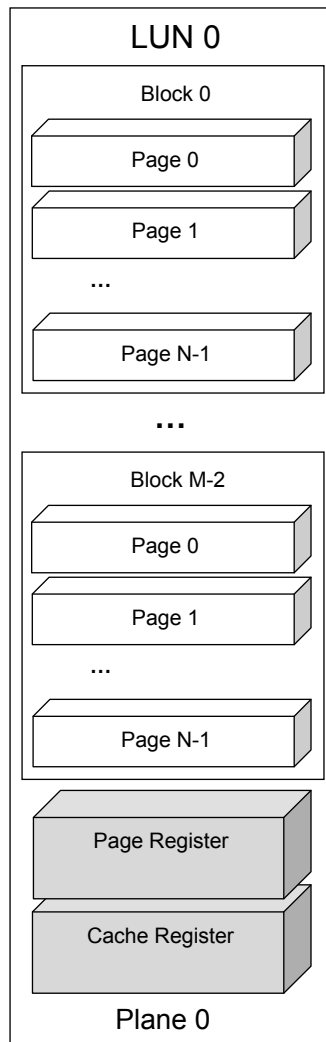 LUN 0
Block 0
Page 0
Page 1
...
Page N-1
...
Block M-2
Page 0
Page 1
...
Page N-1
Page Register
Cache Register
Plane 0